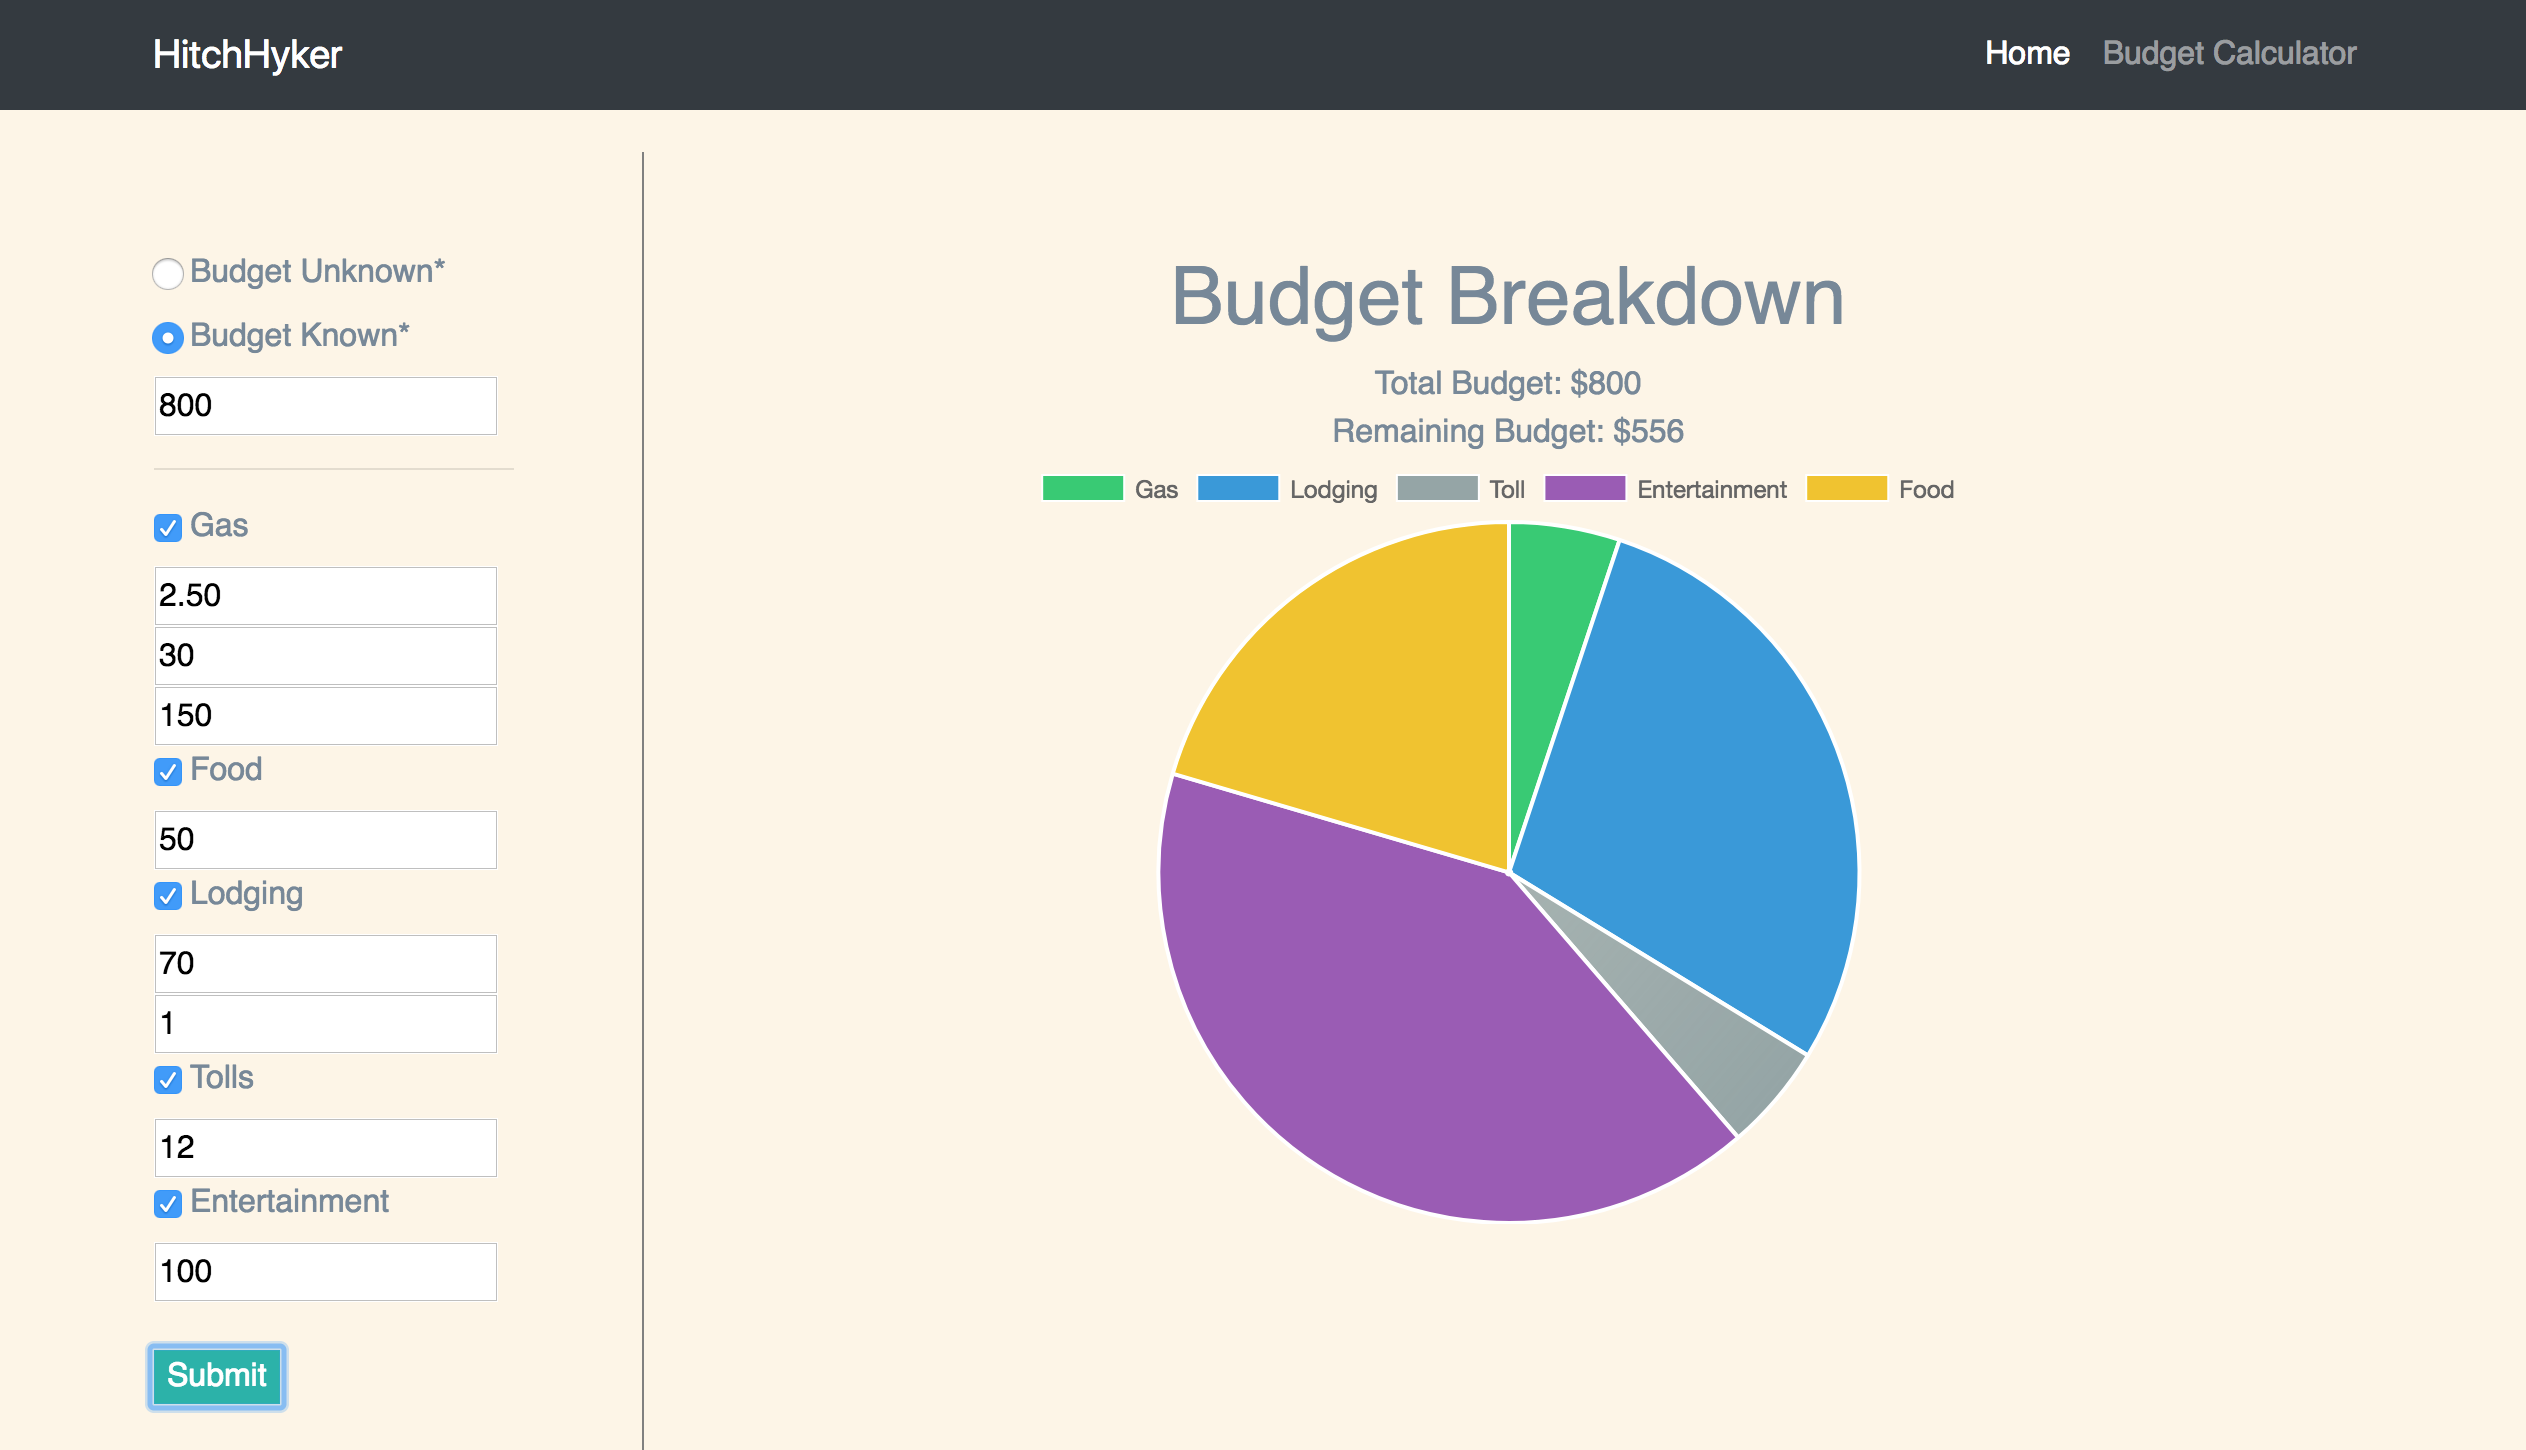 HitchHyker
Home Budget Calculator
Budget Unknown*
Budget Known*
800
Gas
2.50
30
150
Food
50
Lodging
70
1
Tolls
12
Entertainment
100
Submit
Budget Breakdown
Total Budget: $800
Remaining Budget: $556
Gas Lodging Toll Entertainment Food